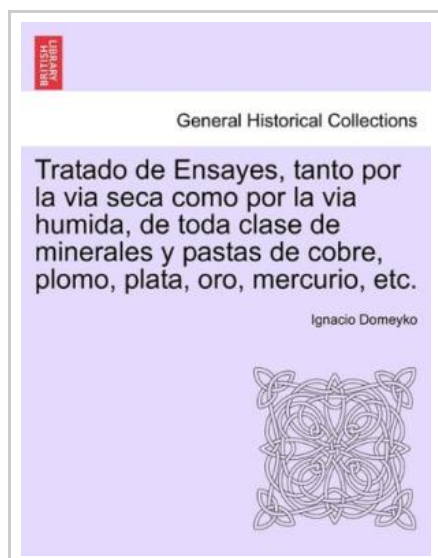 BRITISH
LIBRARY
General Historical Collections
Tratado de Ensayes, tanto por
la via seca como por la via
humida, de toda clase de
minerales y pastas de cobre,
plomo, plata, oro, mercurio, etc.
Ignacio Domeyko